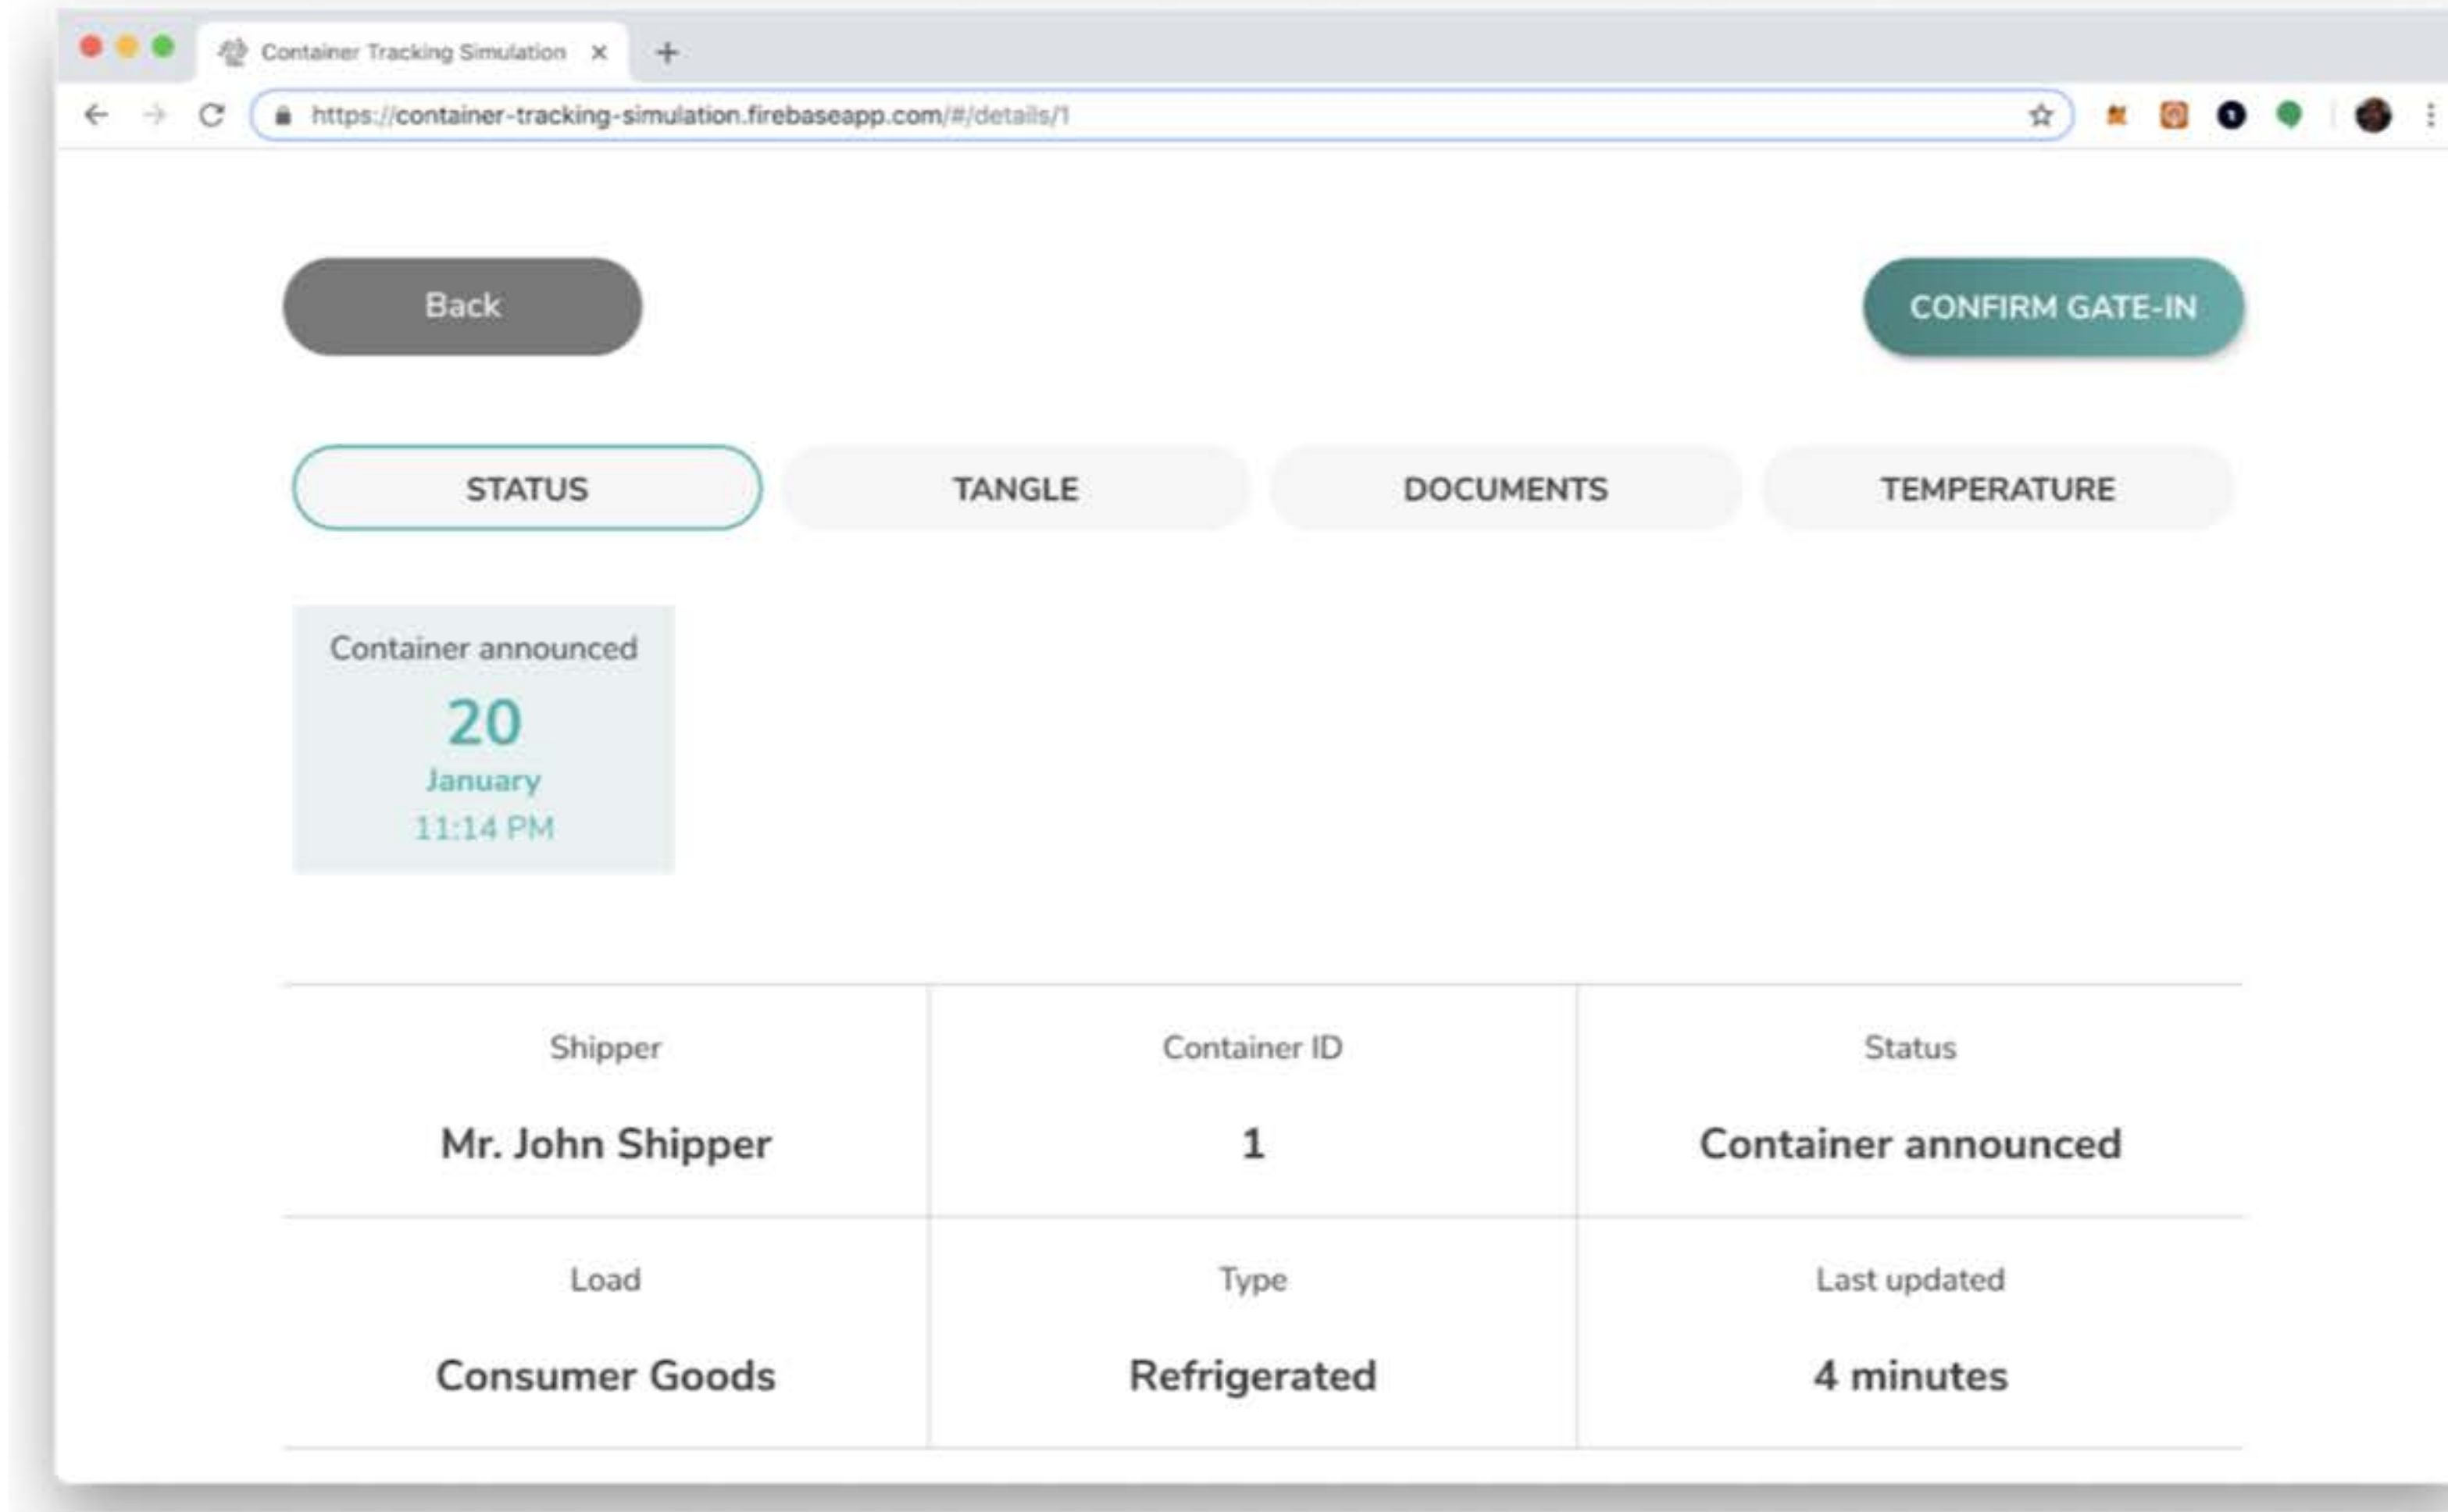 Container Tracking Simulation
https://container-tracking-simulation.firebaseapp.com/#/details/1
Back
CONFIRM GATE-IN
STATUS TANGLE DOCUMENTS TEMPERATURE
Container announced
20
January
11:14 PM
Shipper Container ID Status
Mr. John Shipper 1 Container announced
Load Type Last updated
Consumer Goods Refrigerated 4 minutes